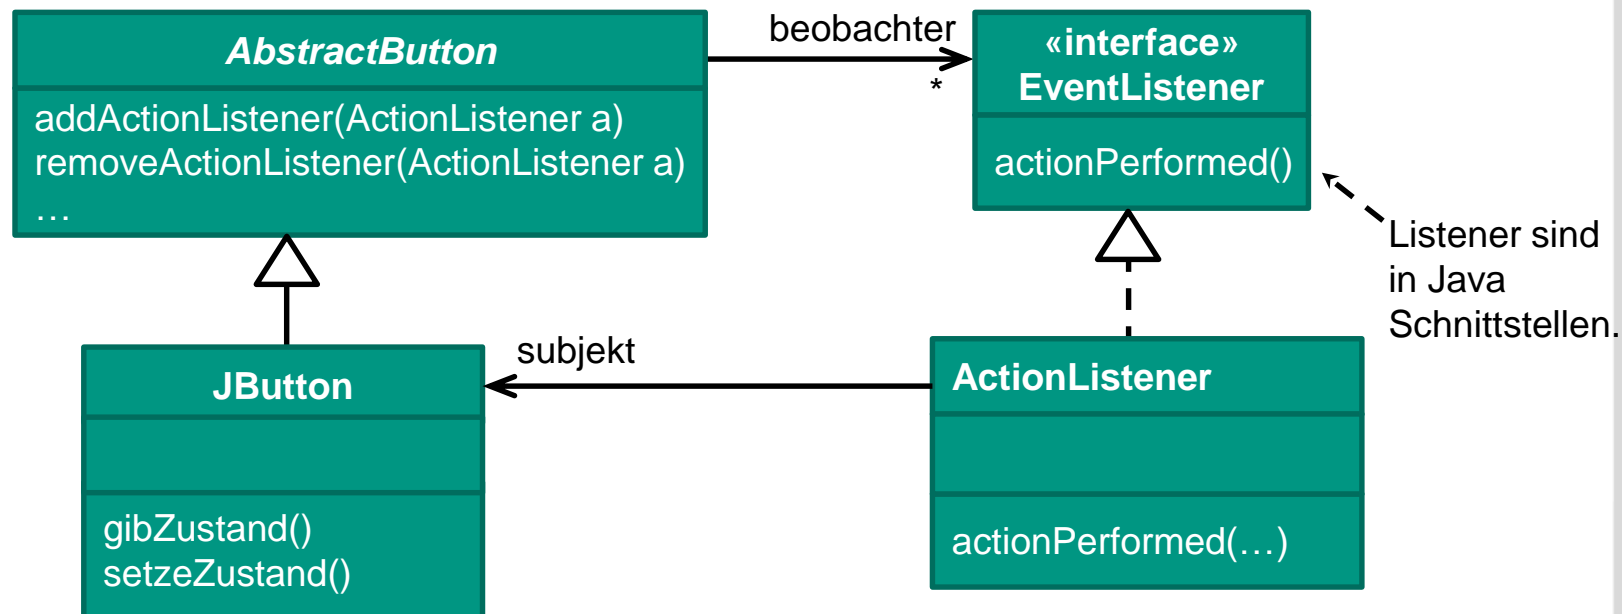 AbstractButton
addActionListener(ActionListener a)
removeActionListener(ActionListener a)
…
beobachter
*
«interface»
EventListener
actionPerformed()
Listener sind
in Java
Schnittstellen.
JButton
gibZustand()
setzeZustand()
subjekt
ActionListener
actionPerformed(…)